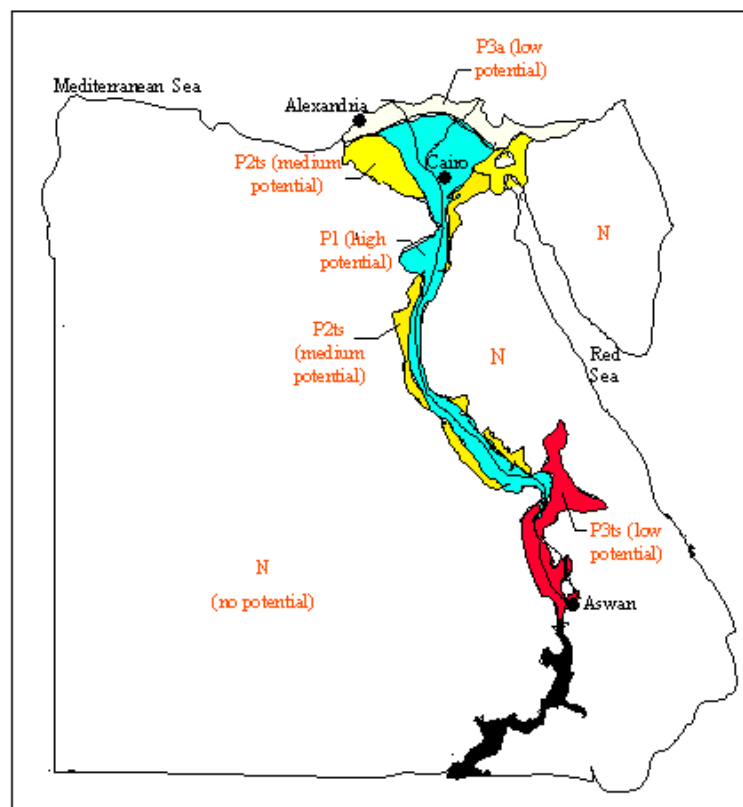 P3a (low
potential)
Mediterranean Sea
Alexandria
P2ts (medium
potential)
Cairo
P1 (high
potential)
N
P2ts
(medium
potential)
N
Red
Sea
P3ts (low
potential)
N
(no potential)
Aswan